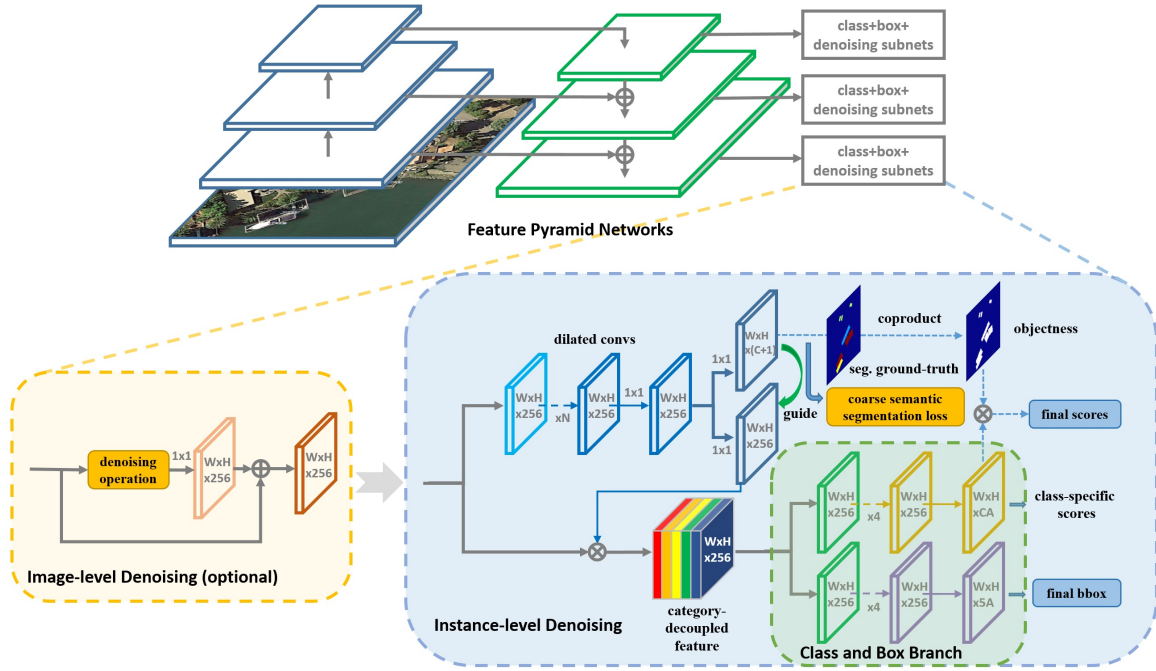 class+box+
denoising subnets
class+box+
denoising subnets
class+box+
denoising subnets
Feature Pyramid Networks
denoising
operation
1x1
WxH
x256
WxH
x256
Image-level Denoising (optional)
dilated convs
WxH
x256
xN
WxH
x256
1x1
WxH
x256
1x1
WxH
x(C+1)
1x1
WxH
x256
guide
coproduct
seg. ground-truth
objectness
coarse semantic
segmentation loss
final scores
WxH
x256
category-
decoupled
feature
Instance-level Denoising
WxH
x256
x4
WxH
x256
WxH
xCA
class-specific
scores
WxH
x256
x4
WxH
x256
WxH
x5A
final bbox
Class and Box Branch